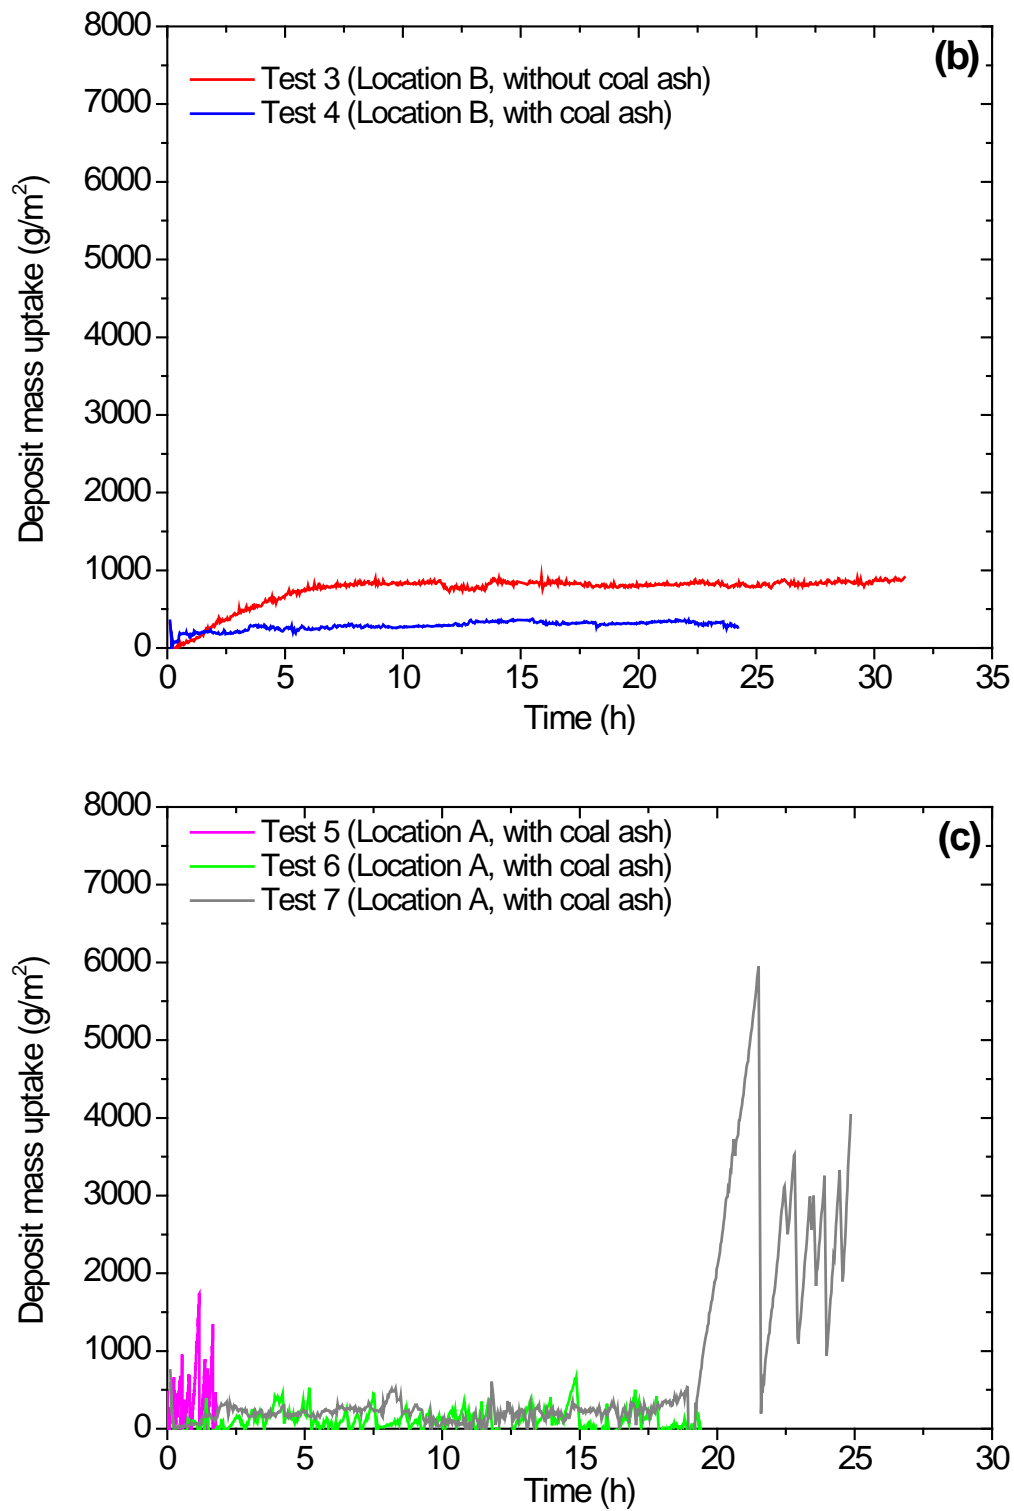 (b)
Test 3 (Location B, without coal ash)
Test 4 (Location B, with coal ash)
Deposit mass uptake (g/m²)
8000
7000
6000
5000
4000
3000
2000
1000
0
0 5 10 15 20 25 30 35
Time (h)
(c)
Test 5 (Location A, with coal ash)
Test 6 (Location A, with coal ash)
Test 7 (Location A, with coal ash)
Deposit mass uptake (g/m²)
8000
7000
6000
5000
4000
3000
2000
1000
0
0 5 10 15 20 25 30
Time (h)